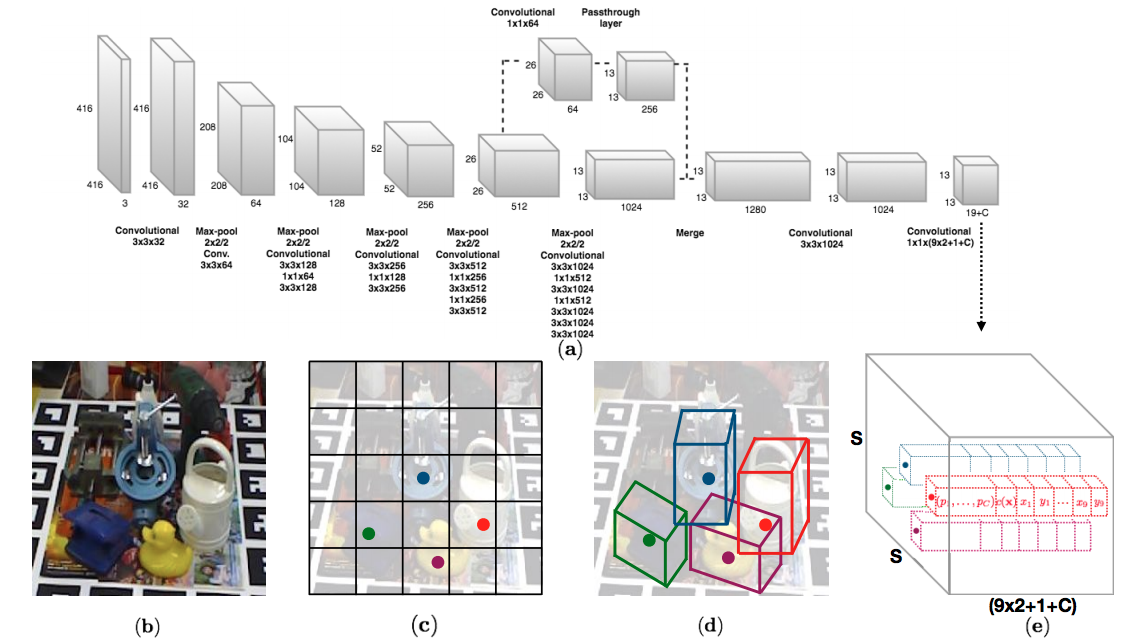 Convolutional
1x1x64
Passthrough
layer
416
416
3
416
416
32
208
208
64
104
104
128
52
52
256
26
26
512
26
26
64
13
13
256
13
13
1024
13
13
1280
13
13
1024
13
13
19+C
Convolutional
3x3x32
Max-pool
2x2/2
Conv.
3x3x64
Max-pool
2x2/2
Convolutional
3x3x128
1x1x64
3x3x128
Max-pool
2x2/2
Convolutional
3x3x256
1x1x128
3x3x256
Max-pool
2x2/2
Convolutional
3x3x512
1x1x256
3x3x512
1x1x256
3x3x512
Max-pool
2x2/2
Convolutional
3x3x1024
1x1x512
3x3x1024
1x1x512
3x3x1024
3x3x1024
3x3x1024
Merge
Convolutional
3x3x1024
Convolutional
1x1x(9x2+1+C)
(a)
S
S
(p , . . . , p_C) c(x) x₁ y₁ ... x₉ y₉
(9x2+1+C)
(b)
(c)
(d)
(e)